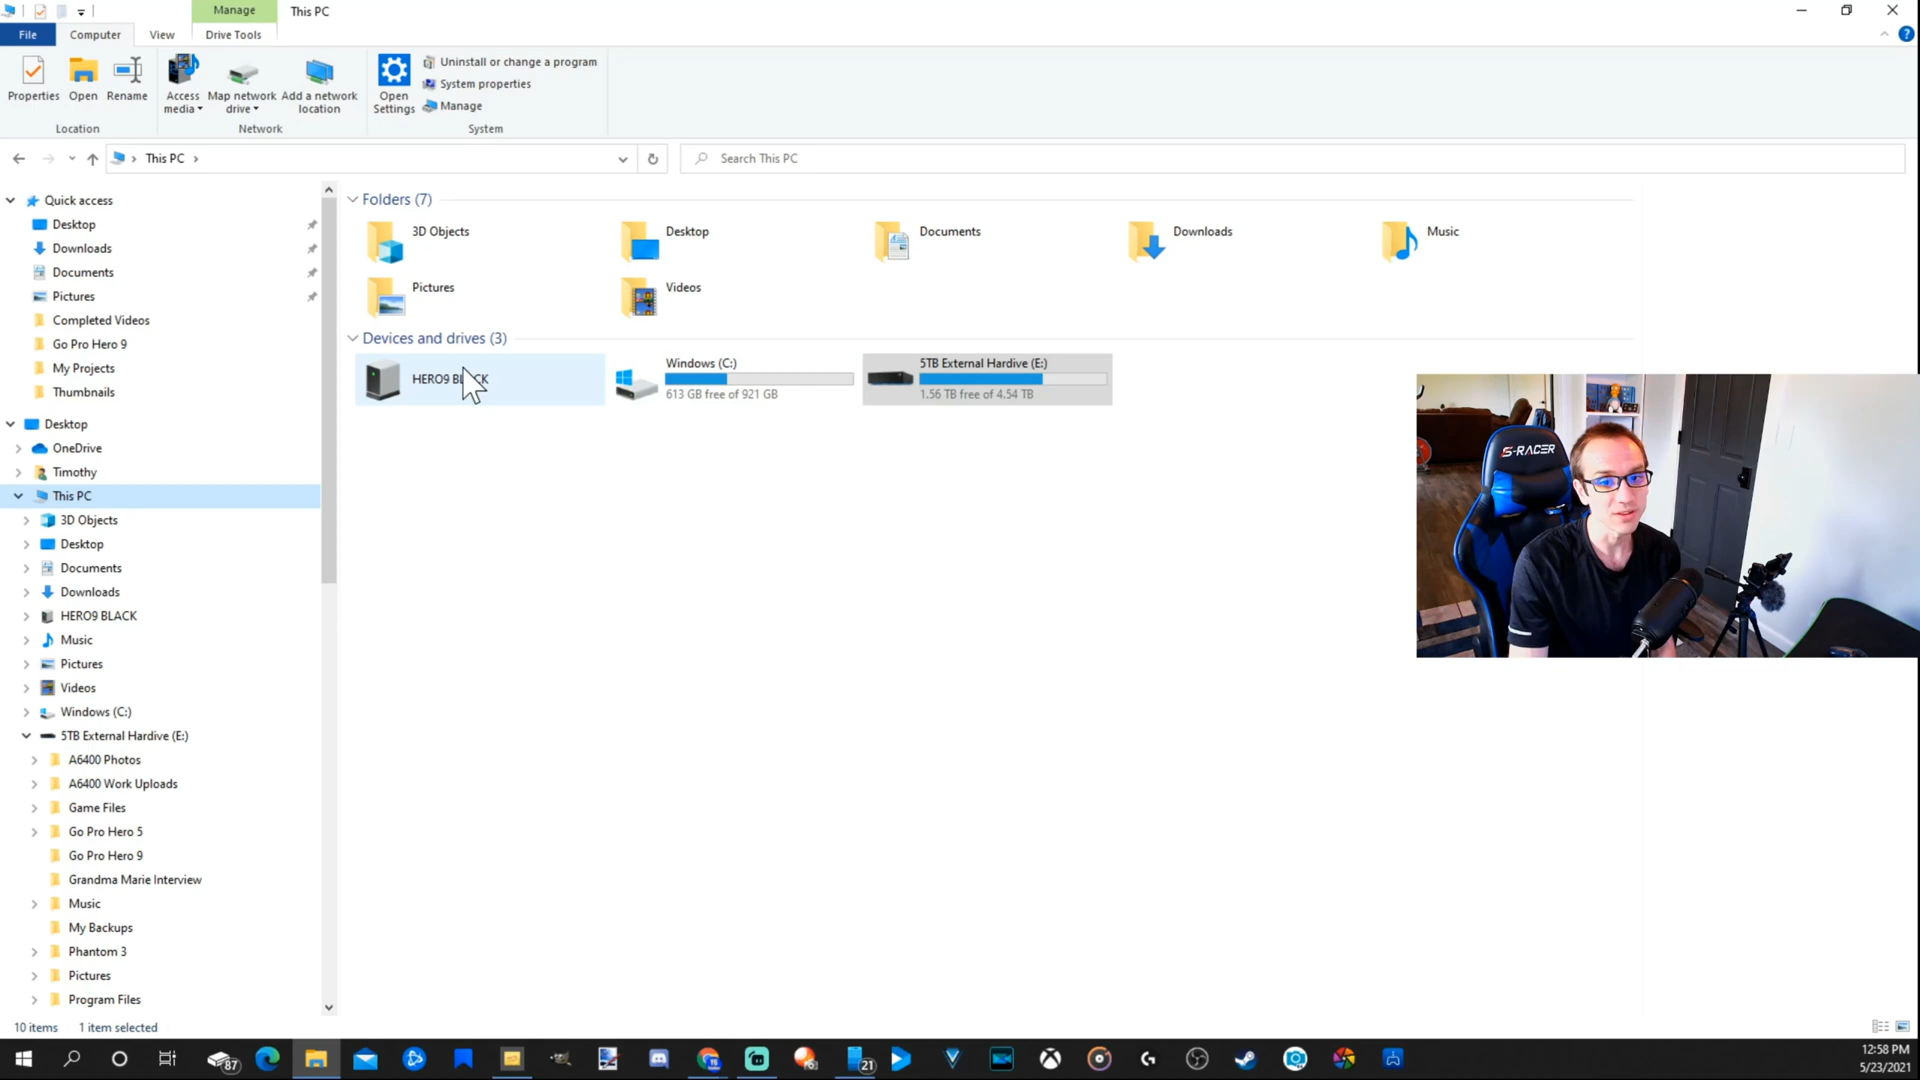 Manage
This PC
File
Computer
View
Drive Tools
Properties
Open
Rename
Access media
Map network drive
Add a network location
Open Settings
Uninstall or change a program
System properties
Manage
Location
Network
System
This PC
Search This PC
Quick access
Desktop
Downloads
Documents
Pictures
Completed Videos
Go Pro Hero 9
My Projects
Thumbnails
Desktop
OneDrive
Timothy
This PC
3D Objects
Desktop
Documents
Downloads
HERO9 BLACK
Music
Pictures
Videos
Windows (C:)
5TB External Hardive (E:)
A6400 Photos
A6400 Work Uploads
Game Files
Go Pro Hero 5
Go Pro Hero 9
Grandma Marie Interview
Music
My Backups
Phantom 3
Pictures
Program Files
Folders (7)
3D Objects
Desktop
Documents
Downloads
Music
Pictures
Videos
Devices and drives (3)
HERO9 BLACK
Windows (C:)
613 GB free of 921 GB
5TB External Hardive (E:)
1.56 TB free of 4.54 TB
S-RACER
10 items
1 item selected
87
21
12:58 PM
5/23/2021